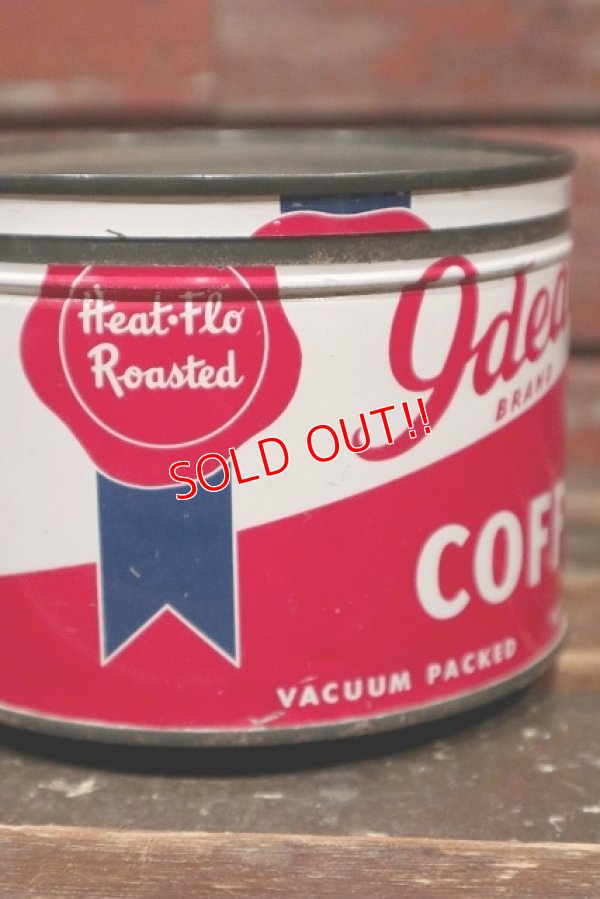 Heat·Flo
Roasted
Idea
BRAND
SOLD OUT!!
COFF
VACUUM PACKED